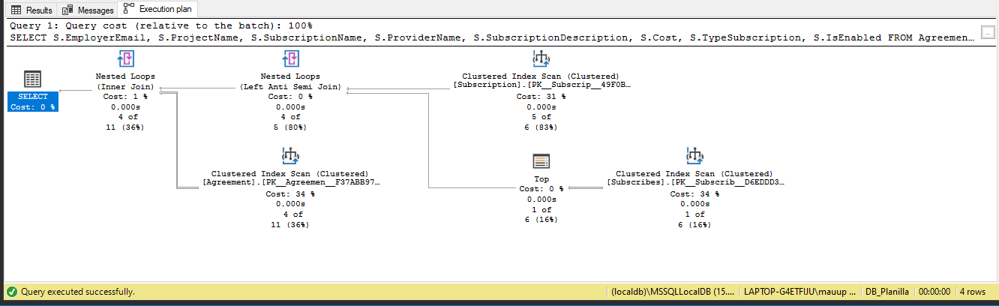 Results Messages Execution plan
Query 1: Query cost (relative to the batch): 100%
SELECT S.EmployerEmail, S.ProjectName, S.SubscriptionName, S.ProviderName, S.SubscriptionDescription, S.Cost, S.TypeSubscription, S.IsEnabled FROM Agreemen...
...
SELECT
Cost: 0 %
Nested Loops
(Inner Join)
Cost: 1 %
0.000s
4 of
11 (36%)
Nested Loops
(Left Anti Semi Join)
Cost: 0 %
0.000s
4 of
5 (80%)
Clustered Index Scan (Clustered)
[Subscription].[PK__Subscrip__49F0B...
Cost: 31 %
0.000s
5 of
6 (83%)
Clustered Index Scan (Clustered)
[Agreement].[PK__Agreemen__F37ABB97...
Cost: 34 %
0.000s
4 of
11 (36%)
Top
Cost: 0 %
0.000s
1 of
6 (16%)
Clustered Index Scan (Clustered)
[Subscribes].[PK__Subscrib__D6EDDD3...
Cost: 34 %
0.000s
1 of
6 (16%)
Query executed successfully.
(localdb)\MSSQLLocalDB (15.... LAPTOP-G4ETFIJU\mauup ... DB_Planilla 00:00:00 4 rows